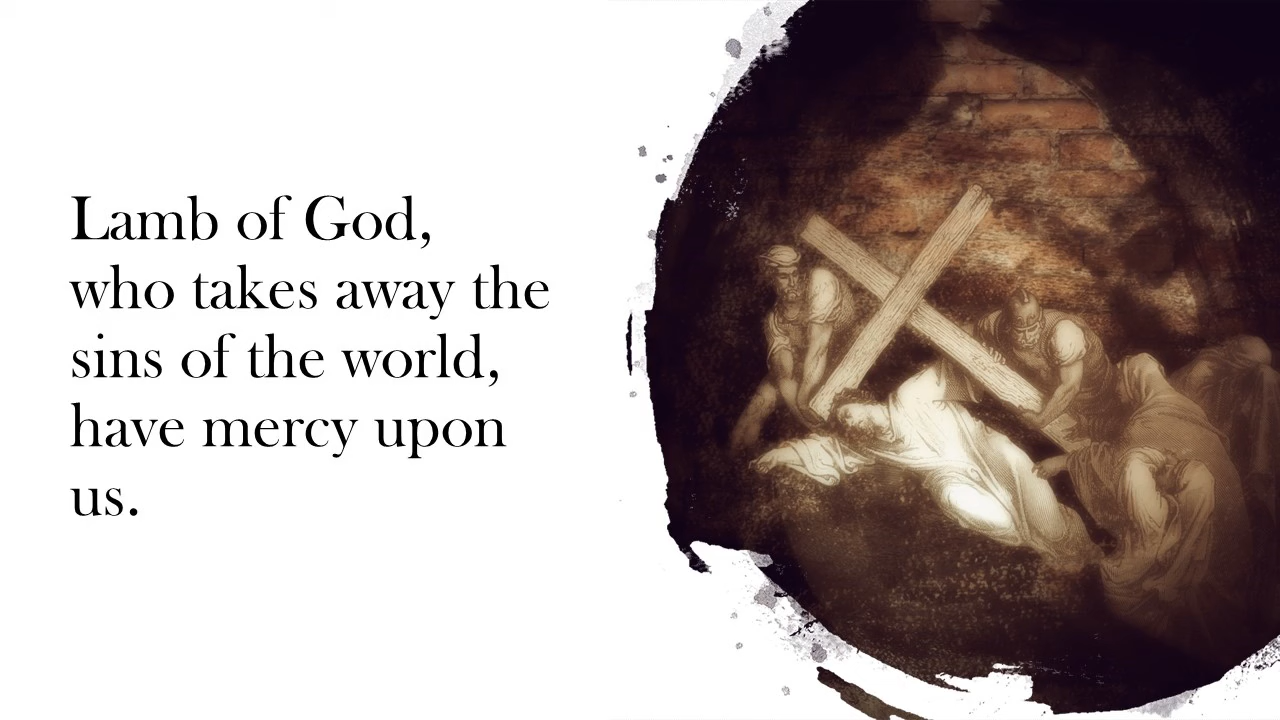 Lamb of God,
who takes away the
sins of the world,
have mercy upon
us.